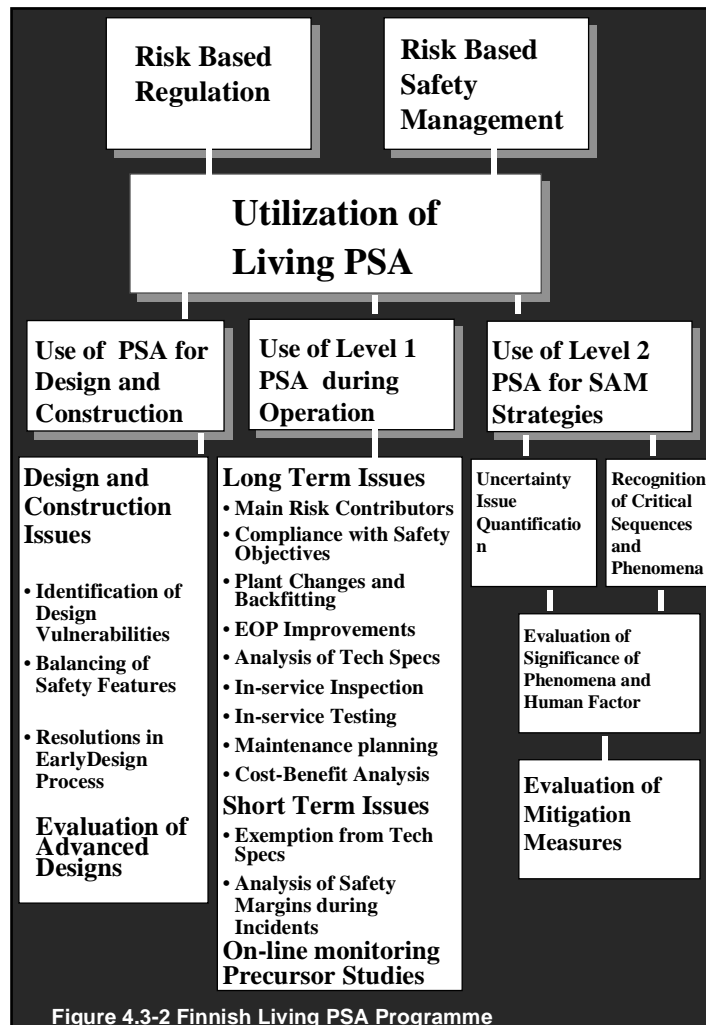 Risk Based
Regulation
Risk Based
Safety
Management
Utilization of
Living PSA
Use of PSA for
Design and
Construction
Use of Level 1
PSA during
Operation
Use of Level 2
PSA for SAM
Strategies
Design and
Construction
Issues
• Identification of
Design
Vulnerabilities
• Balancing of
Safety Features
• Resolutions in
EarlyDesign
Process
Evaluation of
Advanced
Designs
Long Term Issues
• Main Risk Contributors
• Compliance with Safety
Objectives
• Plant Changes and
Backfitting
• EOP Improvements
• Analysis of Tech Specs
• In-service Inspection
• In-service Testing
• Maintenance planning
• Cost-Benefit Analysis
Short Term Issues
• Exemption from Tech
Specs
• Analysis of Safety
Margins during
Incidents
On-line monitoring
Precursor Studies
Uncertainty
Issue
Quantificatio
n
Recognition
of Critical
Sequences
and
Phenomena
Evaluation of
Significance of
Phenomena and
Human Factor
Evaluation of
Mitigation
Measures
Figure 4.3-2 Finnish Living PSA Programme